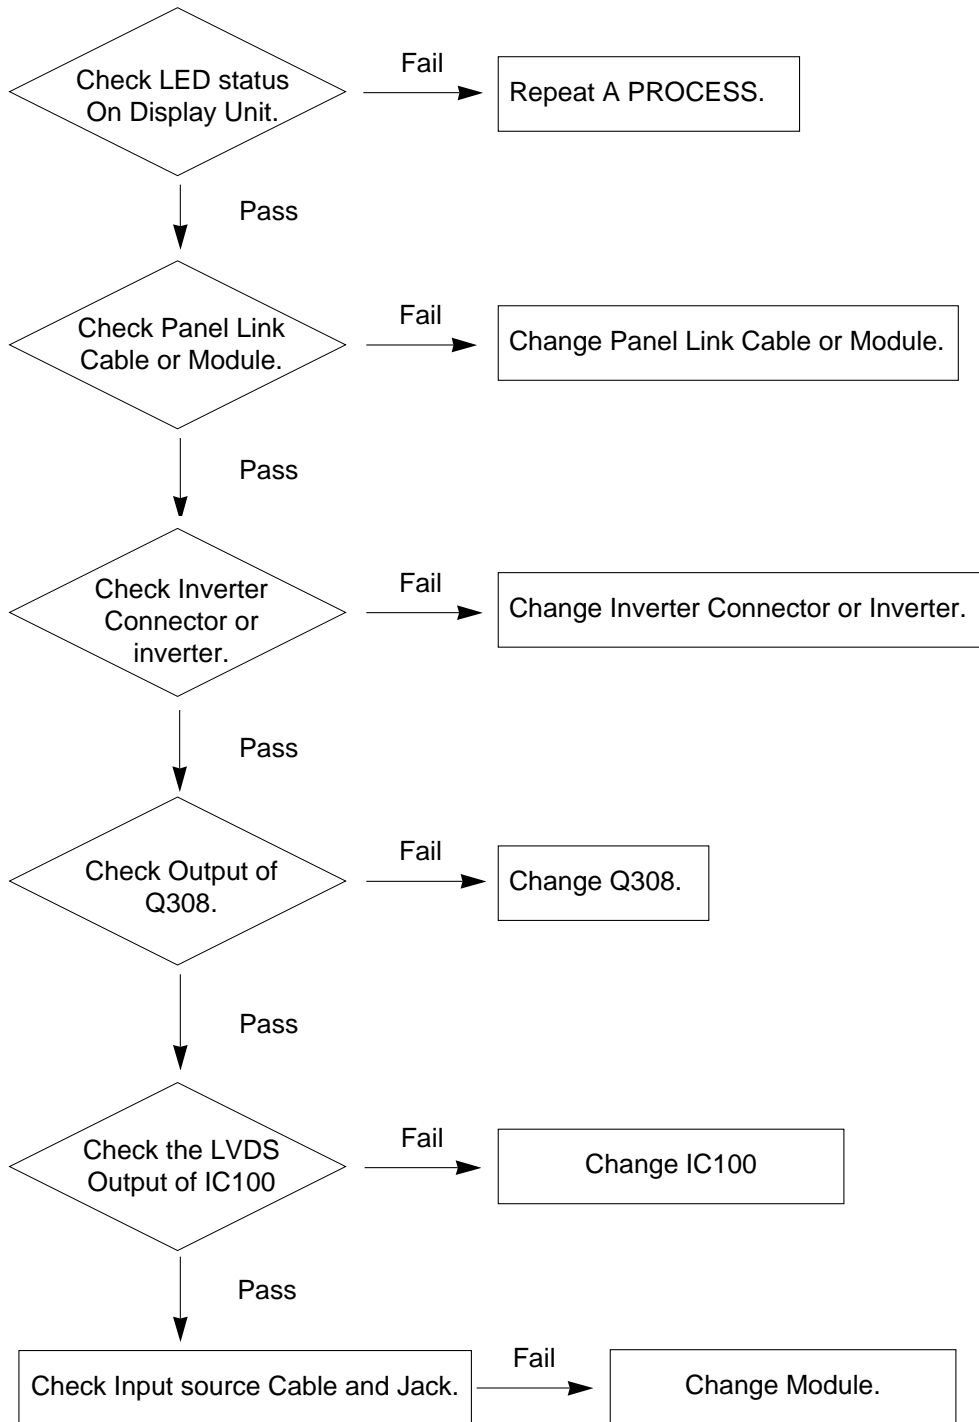 Check LED status
On Display Unit.
Fail
Repeat A PROCESS.
Pass
Check Panel Link
Cable or Module.
Fail
Change Panel Link Cable or Module.
Pass
Check Inverter
Connector or
inverter.
Fail
Change Inverter Connector or Inverter.
Pass
Check Output of
Q308.
Fail
Change Q308.
Pass
Check the LVDS
Output of IC100
Fail
Change IC100
Pass
Check Input source Cable and Jack.
Fail
Change Module.